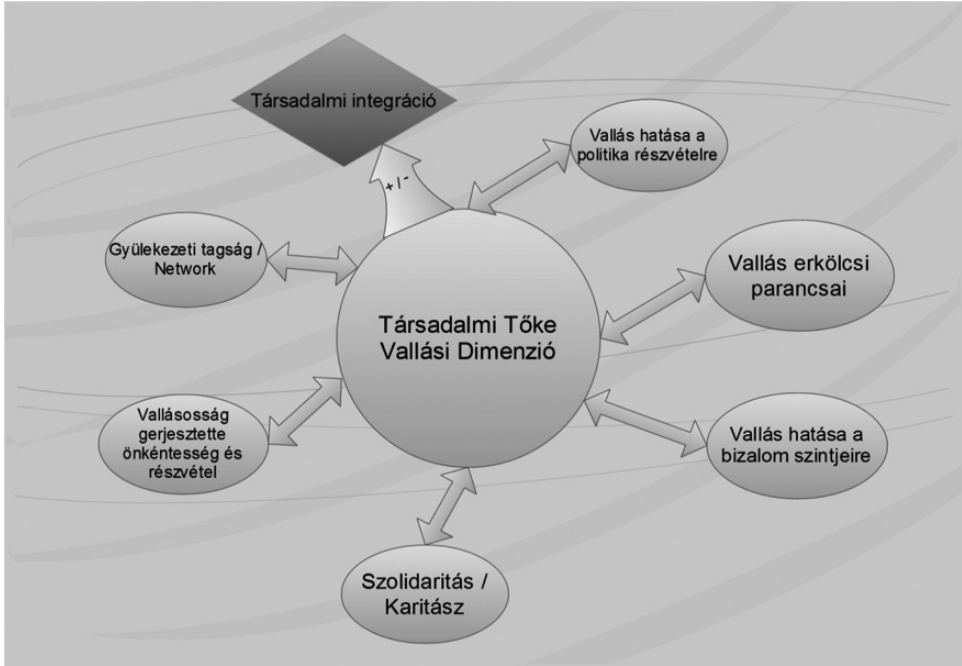 Társadalmi integráció
Vallás hatása a
politika részvételre
+ / -
Gyülekezeti tagság /
Network
Vallás erkölcsi
parancsai
Társadalmi Tőke
Vallási Dimenzió
Vallásosság
gerjesztette
önkéntesség és
részvétel
Vallás hatása a
bizalom szintjeire
Szolidaritás /
Karitász